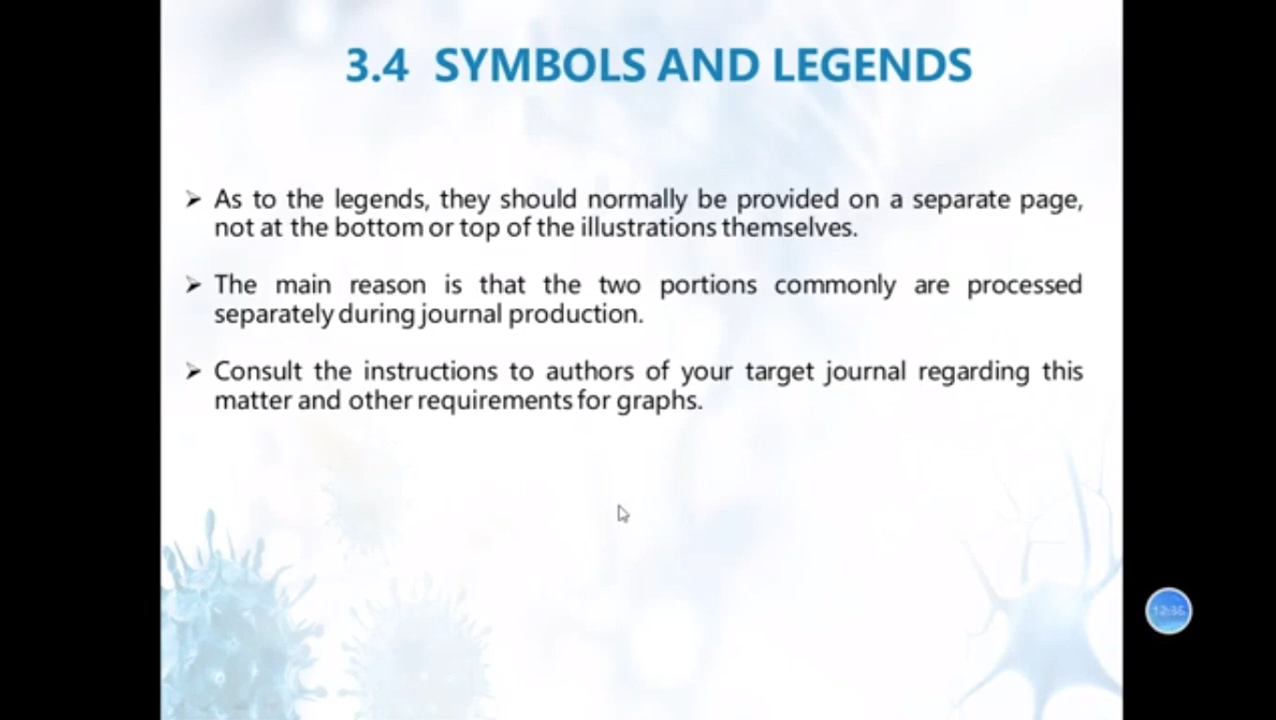 3.4 SYMBOLS AND LEGENDS
➢ As to the legends, they should normally be provided on a separate page,
not at the bottom or top of the illustrations themselves.
➢ The main reason is that the two portions commonly are processed
separately during journal production.
➢ Consult the instructions to authors of your target journal regarding this
matter and other requirements for graphs.
12:36